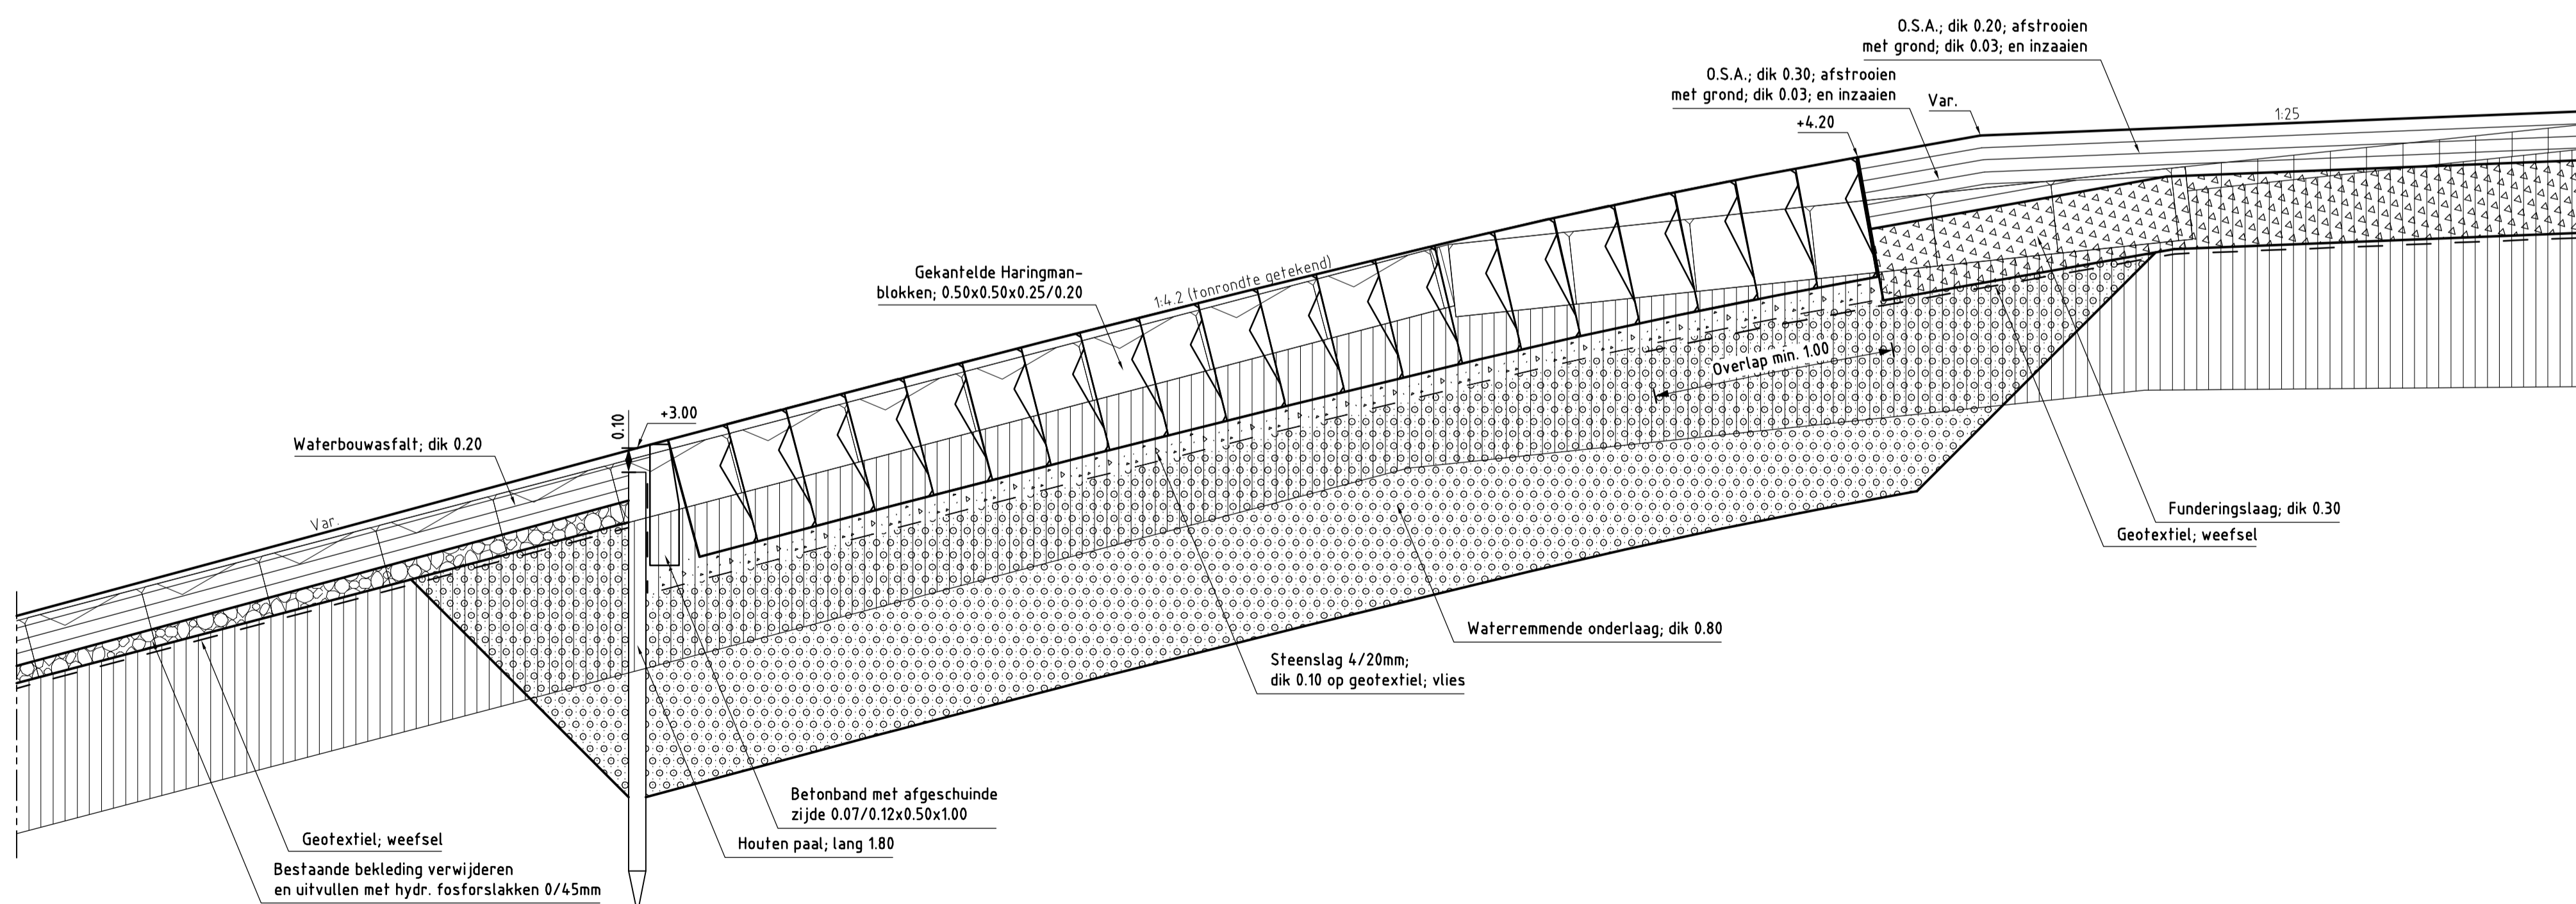 O.S.A.; dik 0.20; afstrooien
met grond; dik 0.03; en inzaaien
O.S.A.; dik 0.30; afstrooien
met grond; dik 0.03; en inzaaien
Var.
+4.20
1:25
Gekantelde Haringman-
blokken; 0.50x0.50x0.25/0.20
1:4.2 (tonrondte getekend)
Overlap min. 1.00
0.10
+3.00
Waterbouwasfalt; dik 0.20
Var.
Funderingslaag; dik 0.30
Geotextiel; weefsel
Waterremmende onderlaag; dik 0.80
Steenslag 4/20mm;
dik 0.10 op geotextiel; vlies
Betonband met afgeschuinde
zijde 0.07/0.12x0.50x1.00
Houten paal; lang 1.80
Geotextiel; weefsel
Bestaande bekleding verwijderen
en uitvullen met hydr. fosforslakken 0/45mm